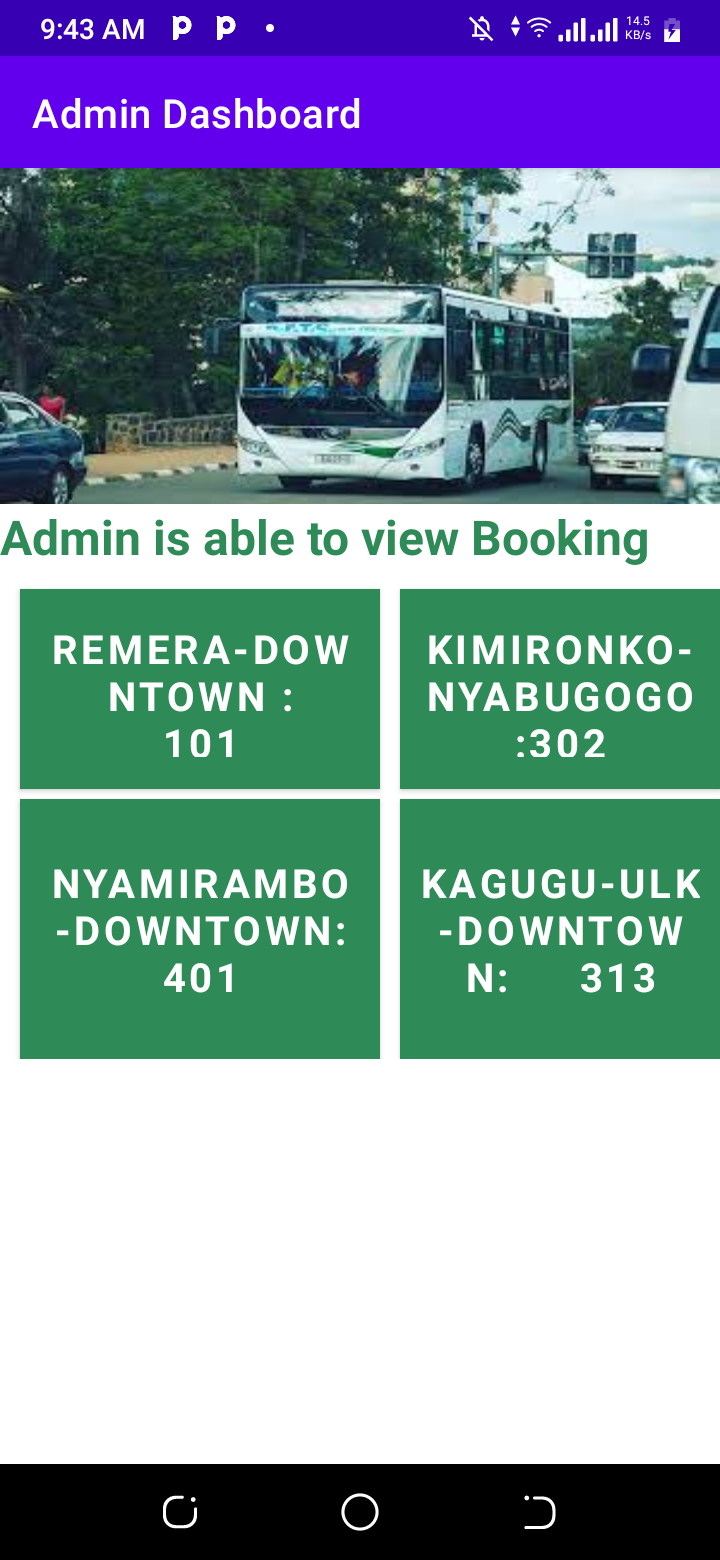 9:43 AM
14.5
KB/s
Admin Dashboard
Admin is able to view Booking
REMERA-DOW
NTOWN :
101
KIMIRONKO-
NYABUGOGO
:302
NYAMIRAMBO
-DOWNTOWN:
401
KAGUGU-ULK
-DOWNTOW
N: 313